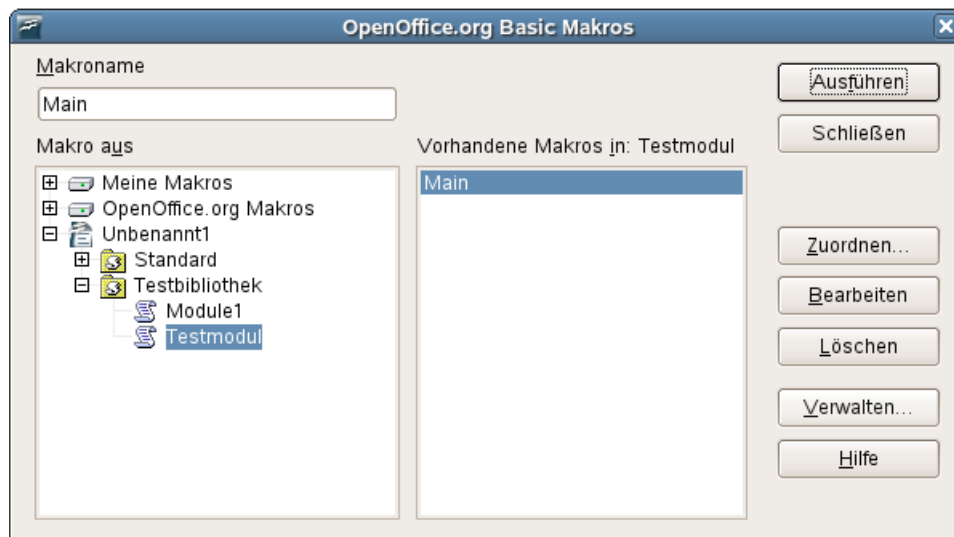 OpenOffice.org Basic Makros
Makroname
Main
Makro aus
Meine Makros
OpenOffice.org Makros
Unbenannt1
Standard
Testbibliothek
Module1
Testmodul
Vorhandene Makros in: Testmodul
Main
Ausführen
Schließen
Zuordnen...
Bearbeiten
Löschen
Verwalten...
Hilfe